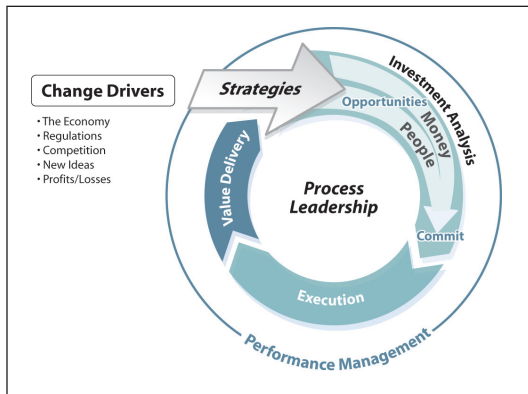 Change Drivers
• The Economy
• Regulations
• Competition
• New Ideas
• Profits/Losses
Strategies
Opportunities
Money
People
Investment Analysis
Commit
Value Delivery
Process
Leadership
Execution
Performance Management